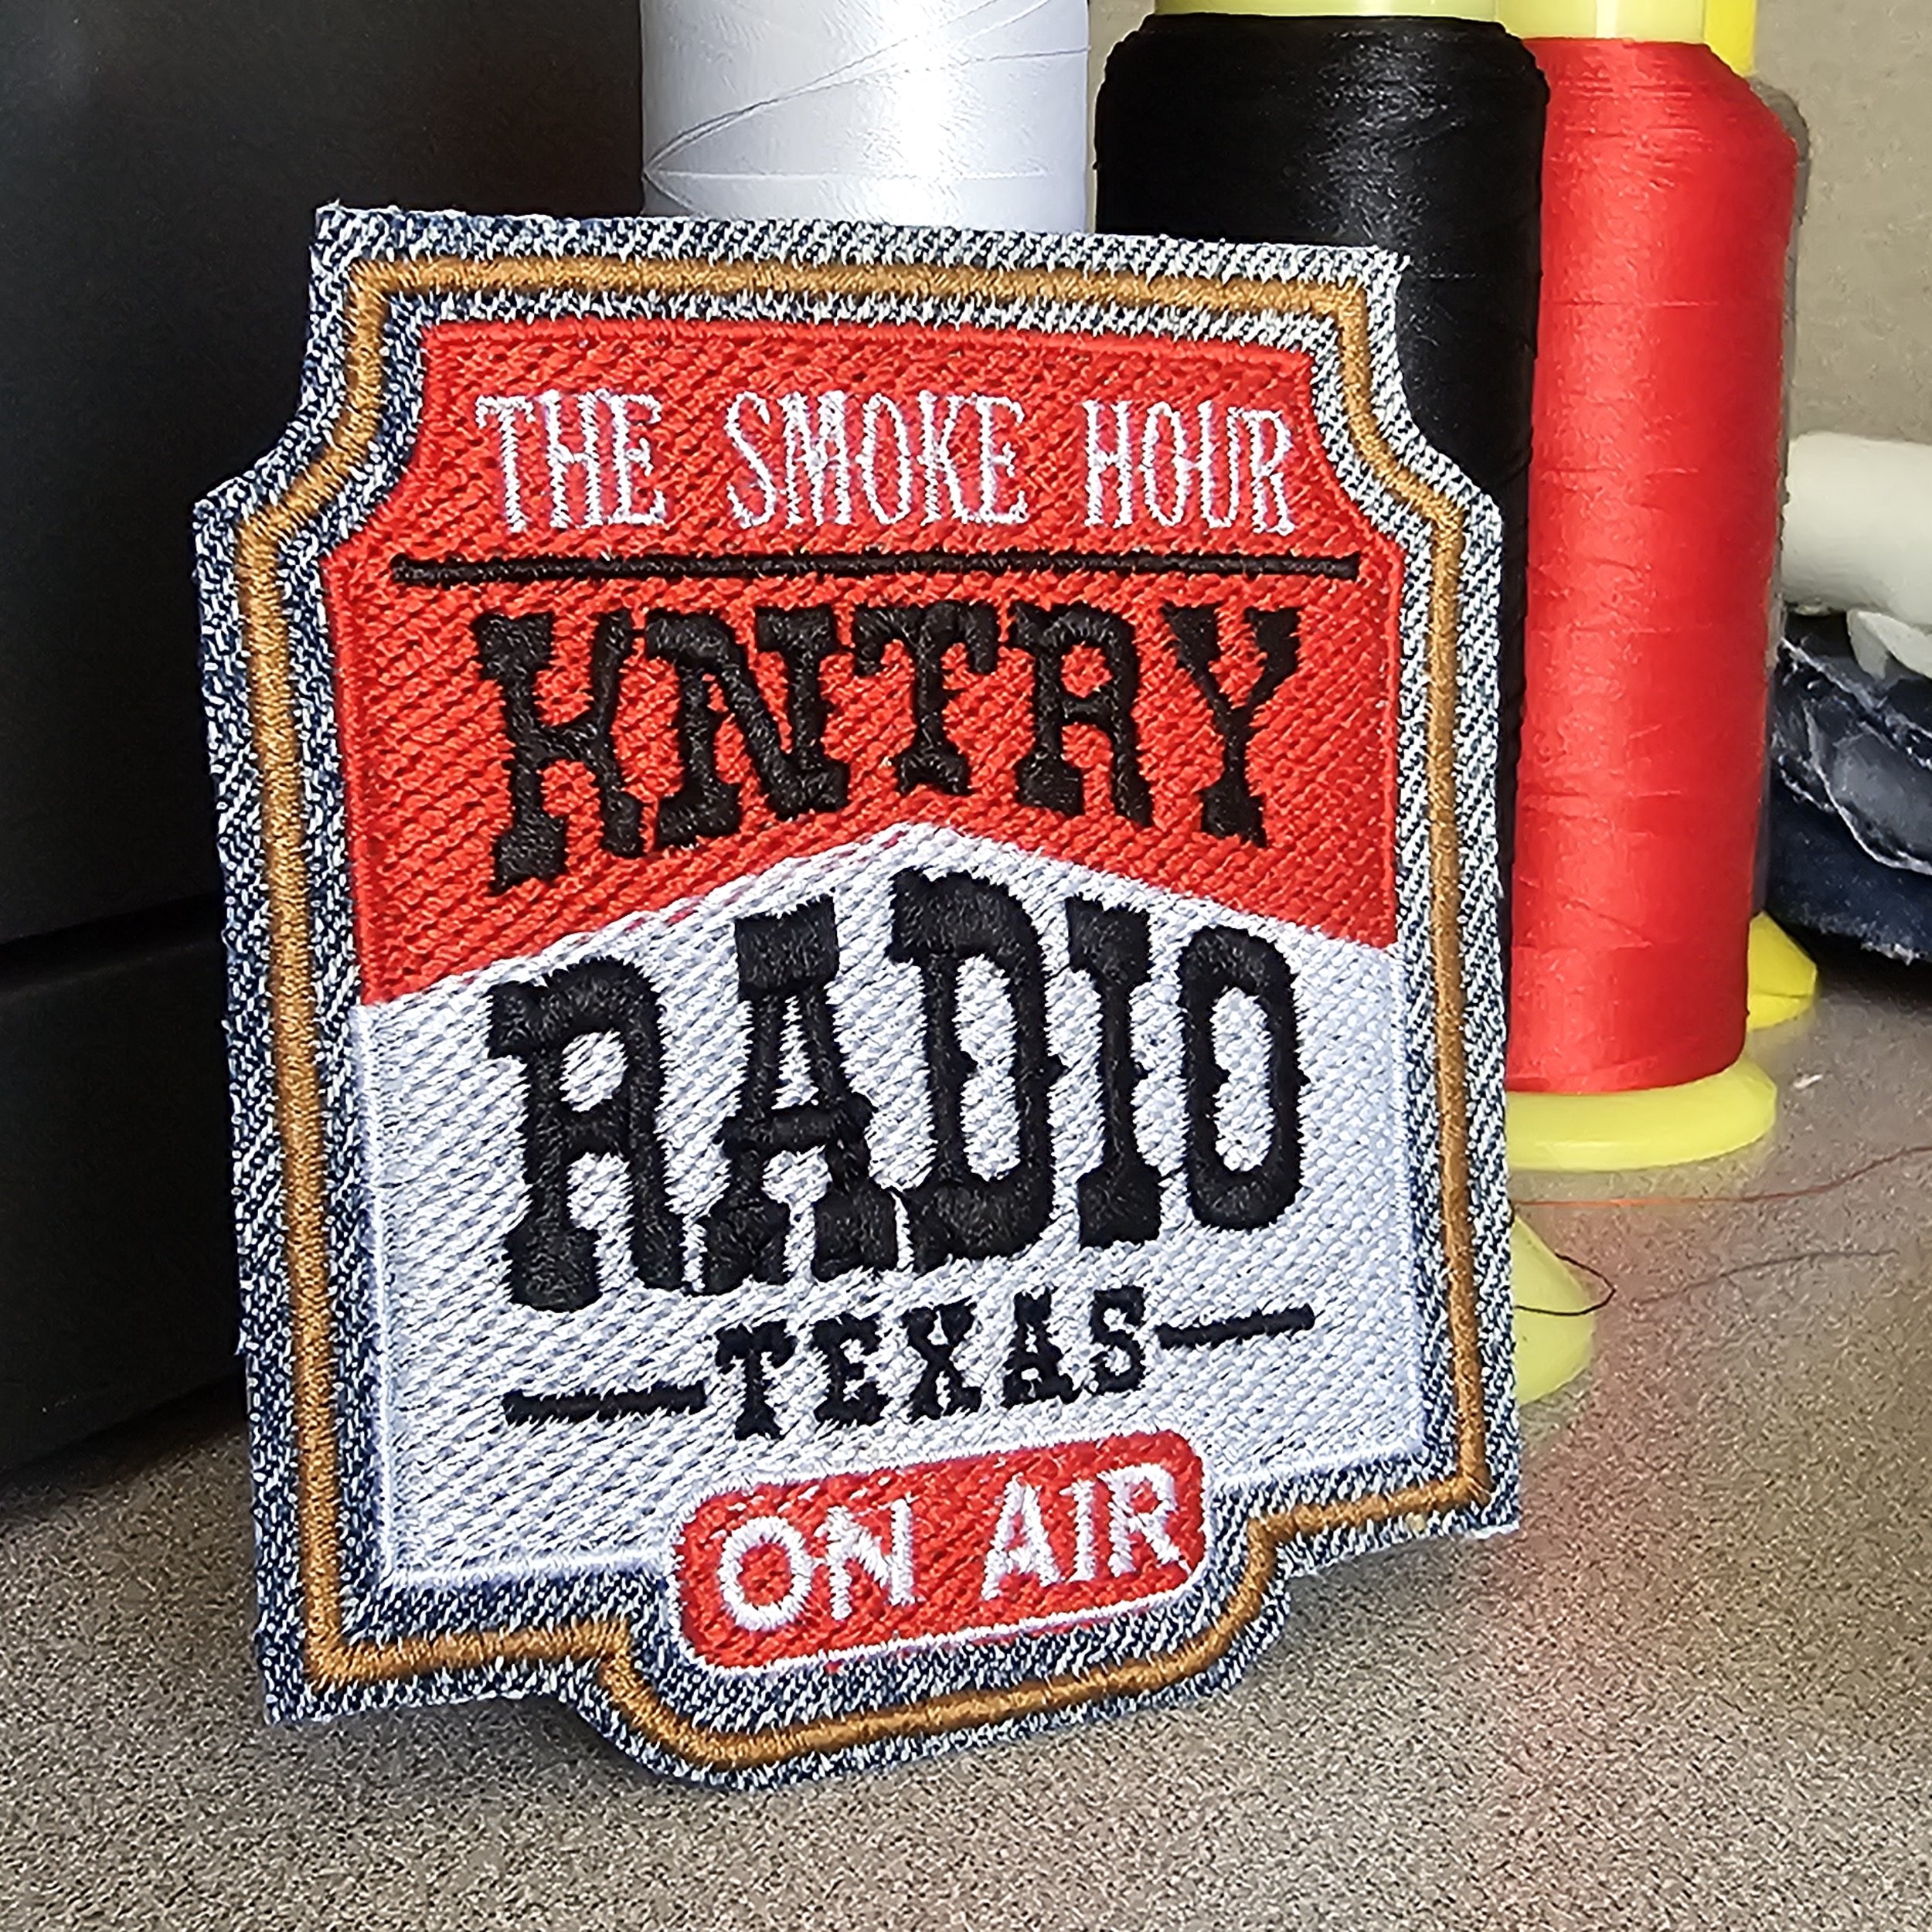 THE SMOKE HOUR
KNTRY
RADIO
TEXAS
ON AIR